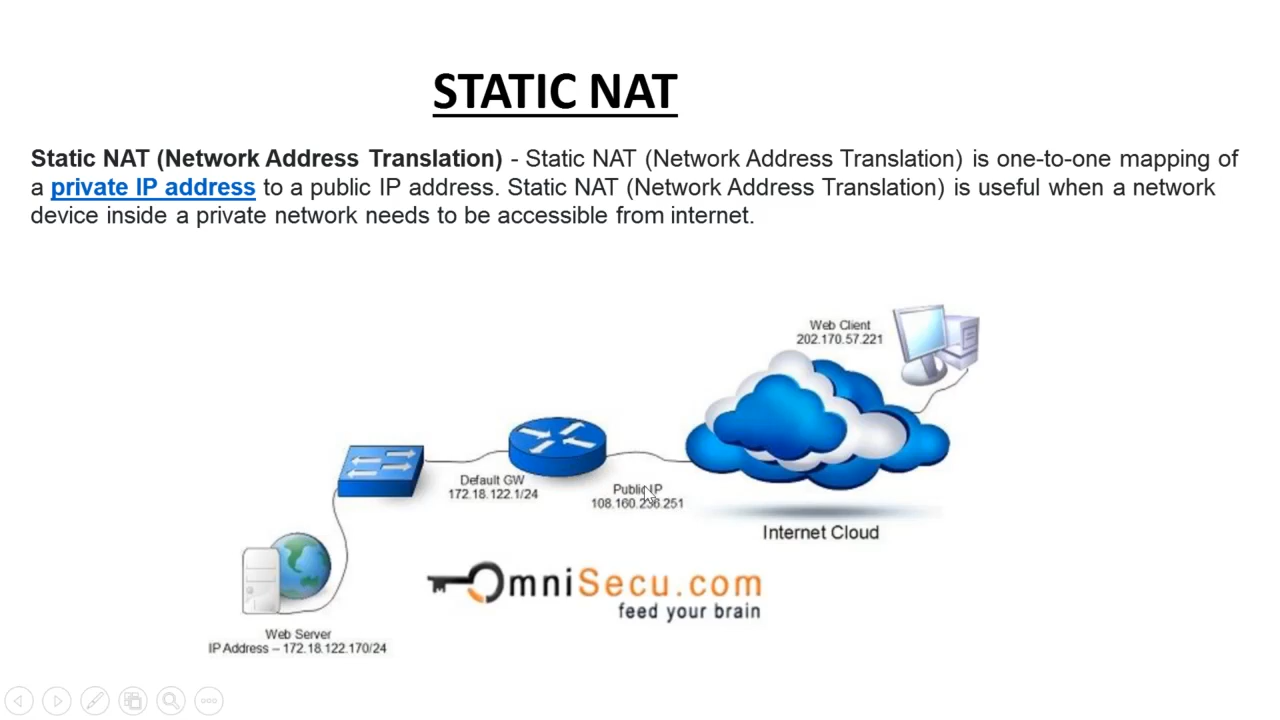 STATIC NAT
Static NAT (Network Address Translation) - Static NAT (Network Address Translation) is one-to-one mapping of
a private IP address to a public IP address. Static NAT (Network Address Translation) is useful when a network
device inside a private network needs to be accessible from internet.
Web Client
202.170.57.221
Default GW
172.18.122.1/24
Public IP
108.160.236.251
Internet Cloud
OmniSecu.com
feed your brain
Web Server
IP Address – 172.18.122.170/24